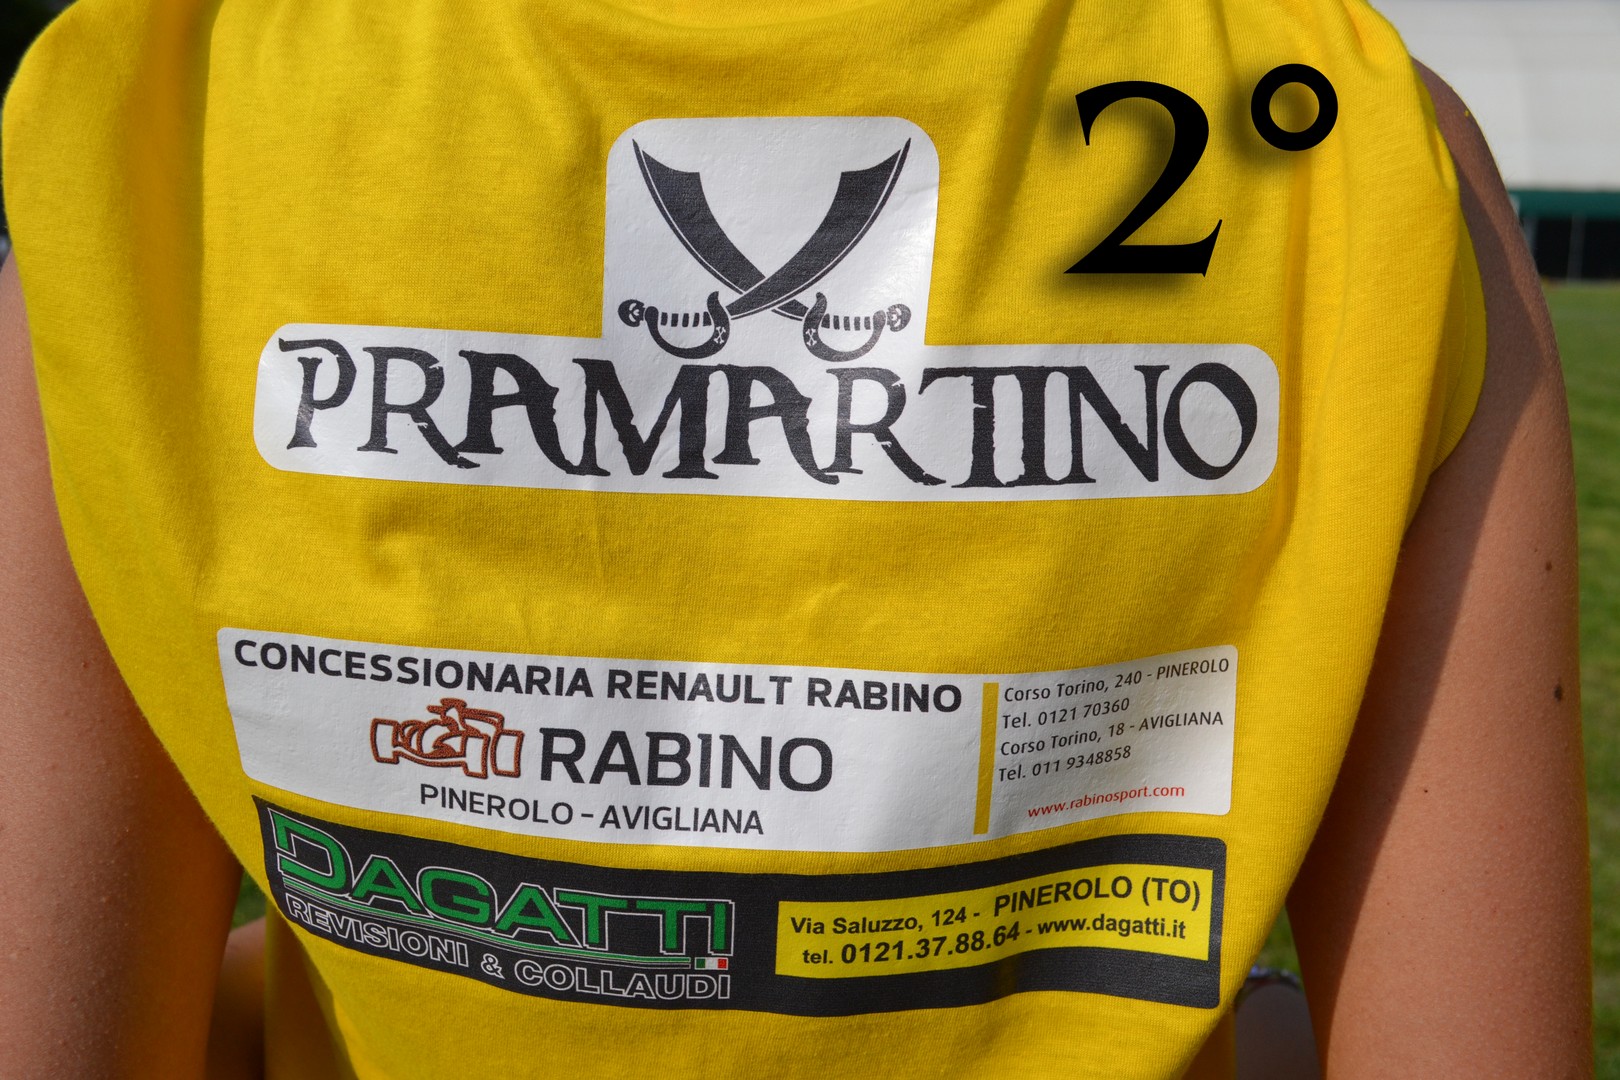 2°
PRAMARTINO
CONCESSIONARIA RENAULT RABINO
RABINO
PINEROLO - AVIGLIANA
Corso Torino, 240 - PINEROLO
Tel. 0121 70360
Corso Torino, 18 - AVIGLIANA
Tel. 011 9348858
www.rabinosport.com
DAGATTI
REVISIONI & COLLAUDI
Via Saluzzo, 124 - PINEROLO (TO)
tel. 0121.37.88.64 - www.dagatti.it